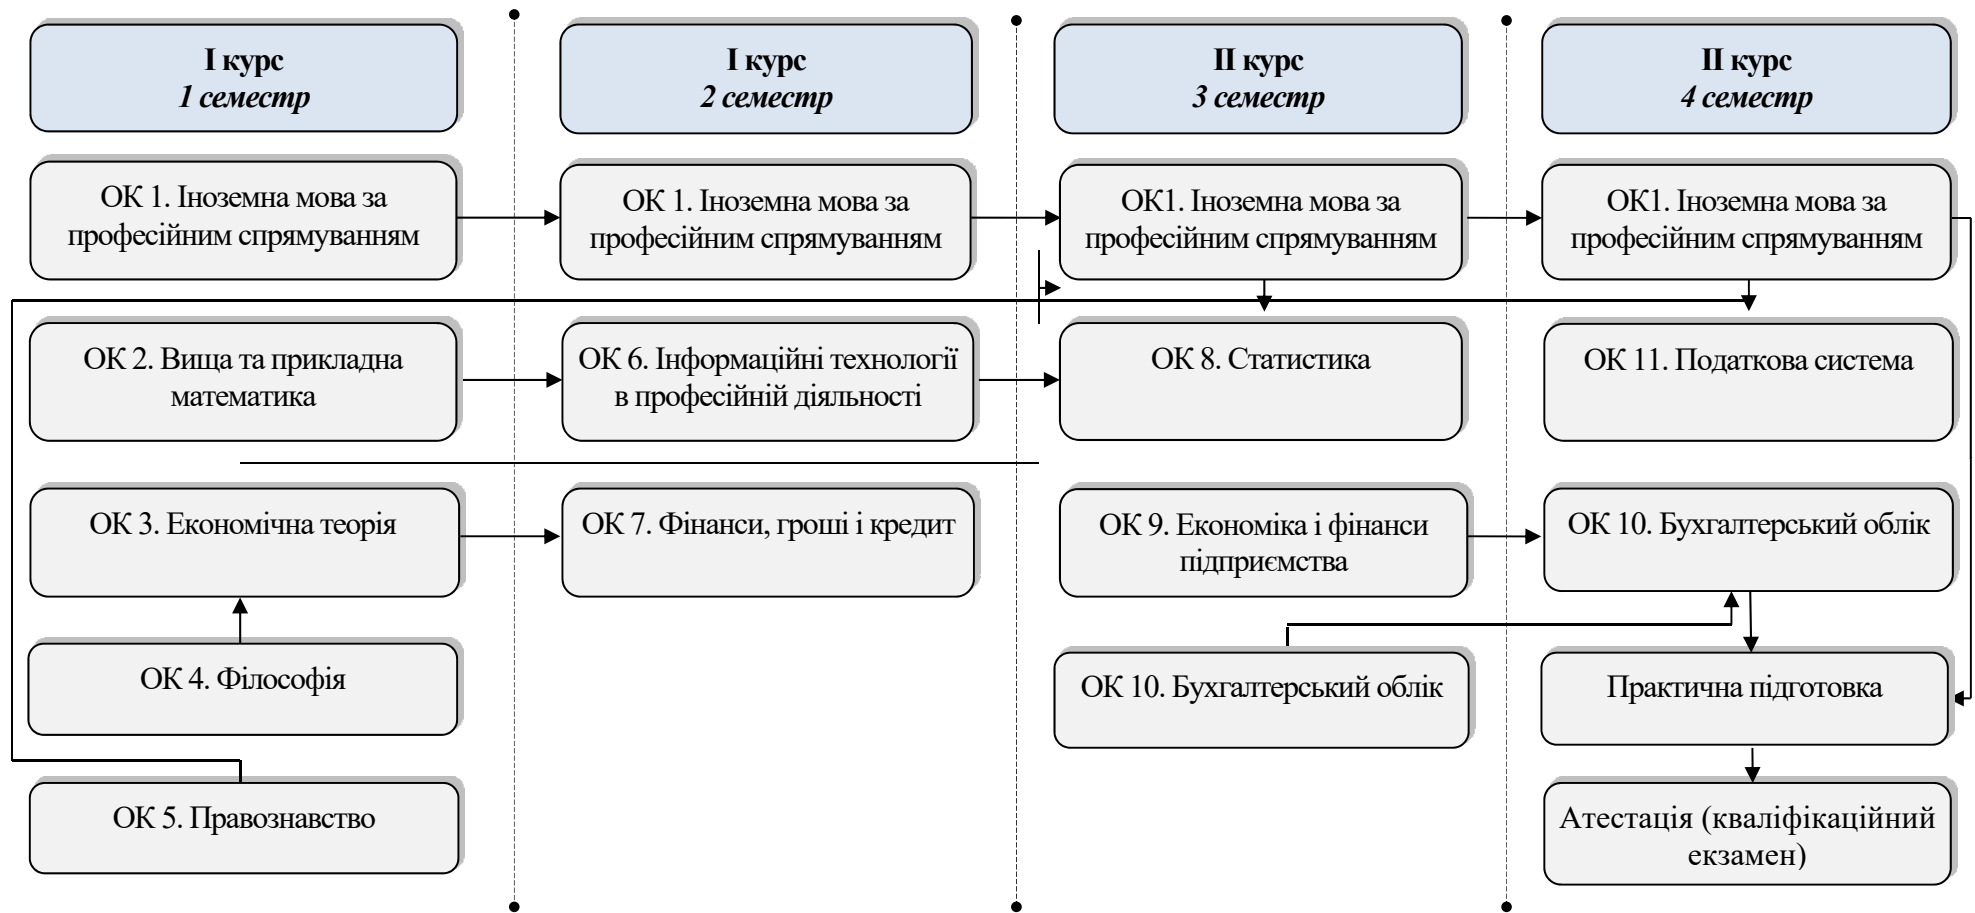 І курс
1 семестр
І курс
2 семестр
ІІ курс
3 семестр
ІІ курс
4 семестр
ОК 1. Іноземна мова за
професійним спрямуванням
ОК 1. Іноземна мова за
професійним спрямуванням
ОК1. Іноземна мова за
професійним спрямуванням
ОК1. Іноземна мова за
професійним спрямуванням
ОК 2. Вища та прикладна
математика
ОК 6. Інформаційні технології
в професійній діяльності
ОК 8. Статистика
ОК 11. Податкова система
ОК 3. Економічна теорія
ОК 7. Фінанси, гроші і кредит
ОК 9. Економіка і фінанси
підприємства
ОК 10. Бухгалтерський облік
ОК 4. Філософія
ОК 10. Бухгалтерський облік
Практична підготовка
ОК 5. Правознавство
Атестація (кваліфікаційний
екзамен)